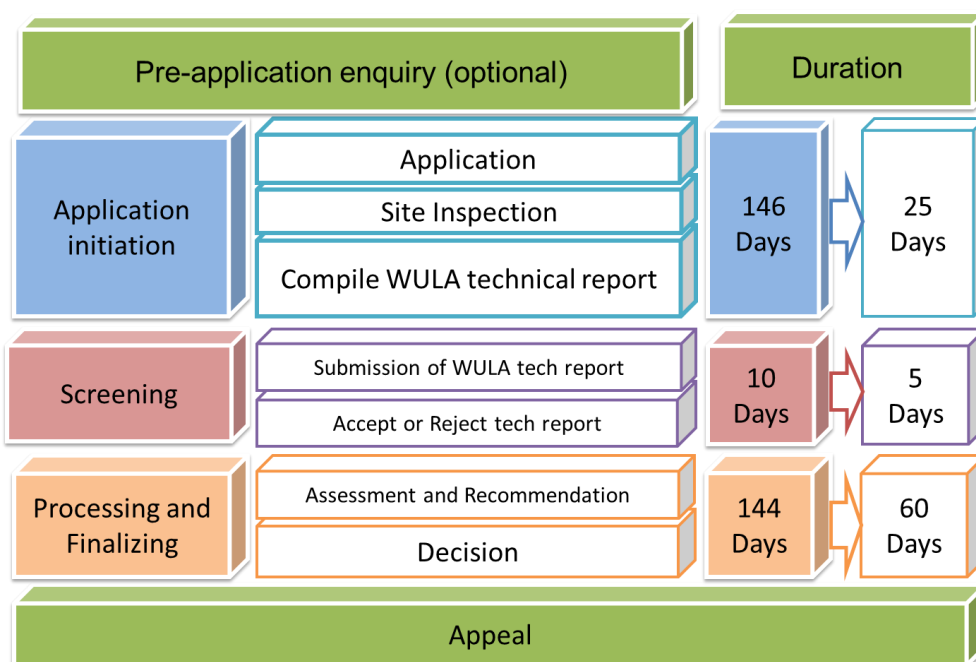 Pre-application enquiry (optional)
Duration
Application
initiation
Application
Site Inspection
Compile WULA technical report
146
Days
25
Days
Screening
Submission of WULA tech report
Accept or Reject tech report
10
Days
5
Days
Processing and
Finalizing
Assessment and Recommendation
Decision
144
Days
60
Days
Appeal